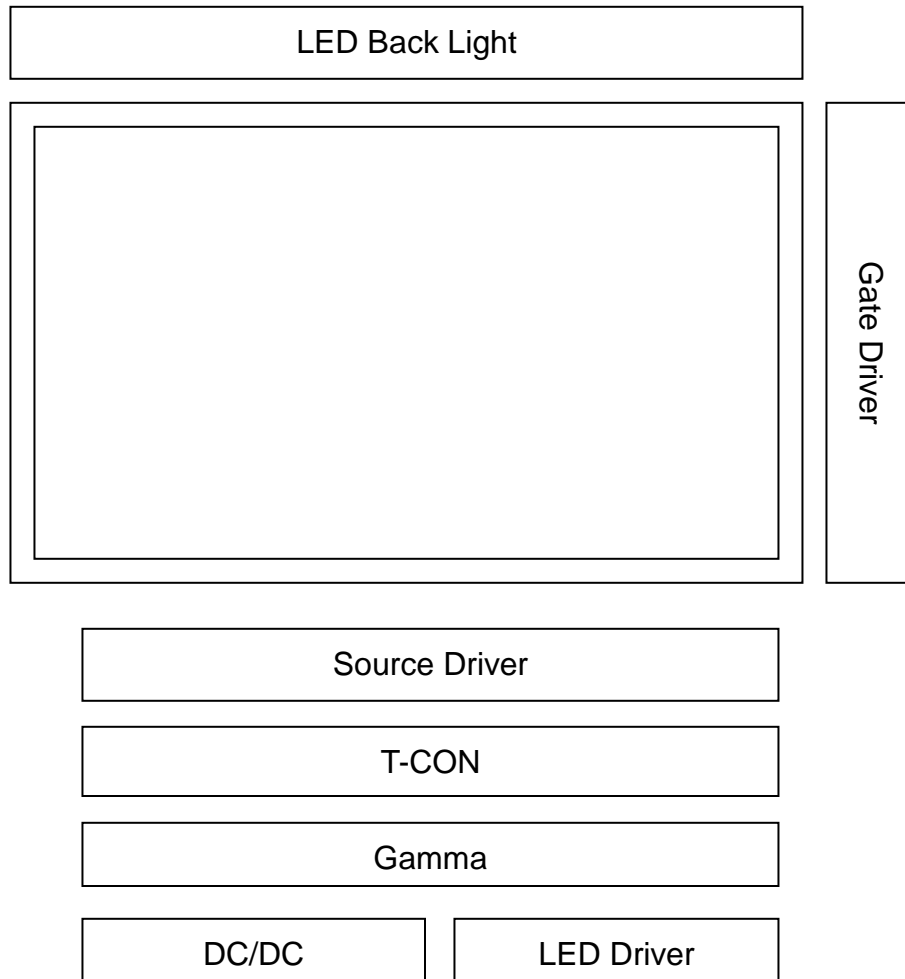 LED Back Light
Gate Driver
Source Driver
T-CON
Gamma
DC/DC
LED Driver